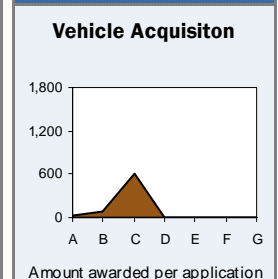 Vehicle Acquisiton
1,800
1,200
600
0
A B C D E F G
Amount awarded per application